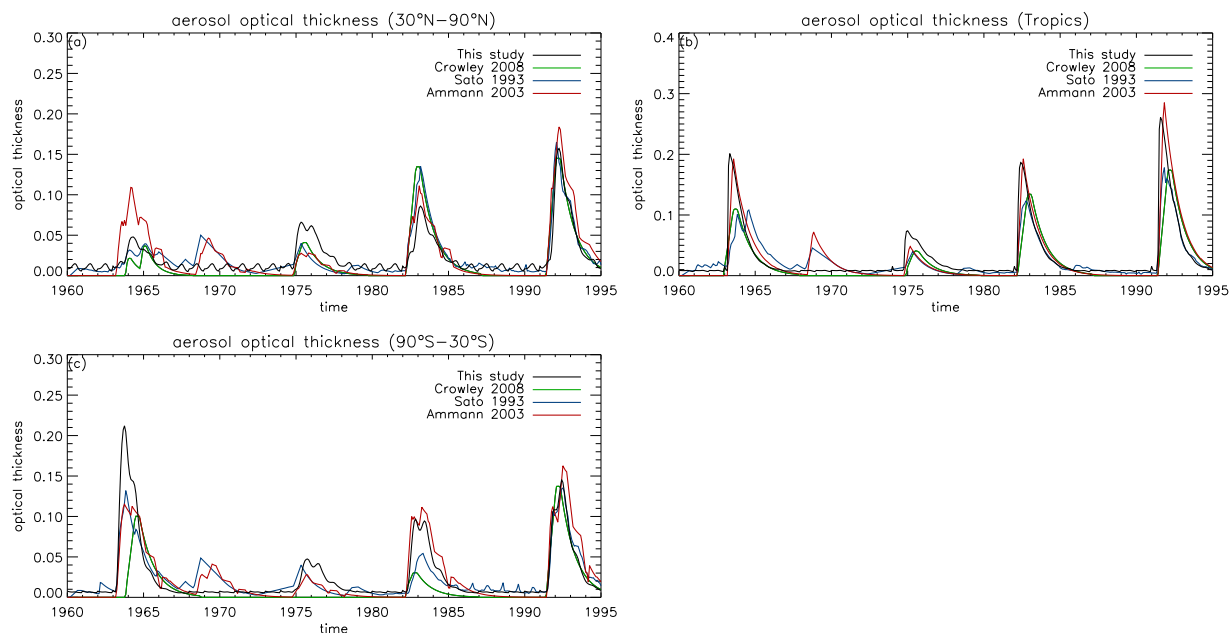 aerosol optical thickness (30°N−90°N)
(a)
This study
Crowley 2008
Sato 1993
Ammann 2003
optical thickness
0.30
0.25
0.20
0.15
0.10
0.05
0.00
1960 1965 1970 1975 1980 1985 1990 1995
time
aerosol optical thickness (Tropics)
(b)
This study
Crowley 2008
Sato 1993
Ammann 2003
optical thickness
0.4
0.3
0.2
0.1
0.0
1960 1965 1970 1975 1980 1985 1990 1995
time
aerosol optical thickness (90°S−30°S)
(c)
This study
Crowley 2008
Sato 1993
Ammann 2003
optical thickness
0.30
0.25
0.20
0.15
0.10
0.05
0.00
1960 1965 1970 1975 1980 1985 1990 1995
time